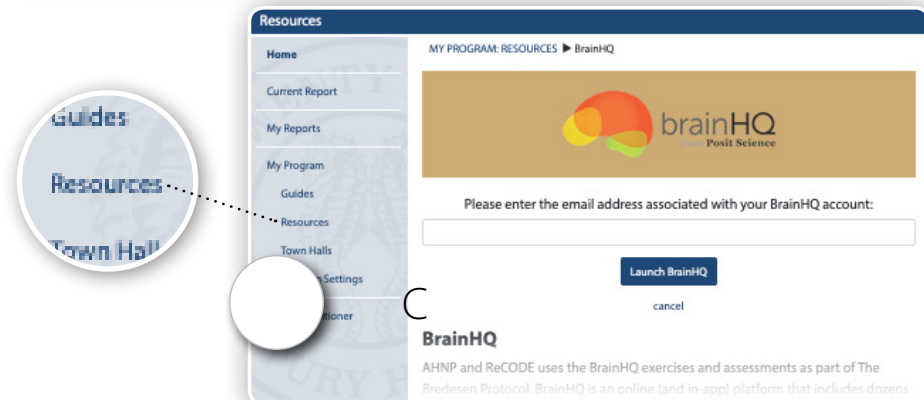 Resources
Home
Current Report
My Reports
My Program
Guides
Resources
Town Halls
Settings
MY PROGRAM: RESOURCES ▶ BrainHQ
brainHQ
from Posit Science
Please enter the email address associated with your BrainHQ account:
Launch BrainHQ
cancel
C
BrainHQ
AHNP and ReCODE uses the BrainHQ exercises and assessments as part of The
Bredesen Protocol. BrainHQ is an online (and in-app) platform that includes dozens
Guides
Resources
Town Hall